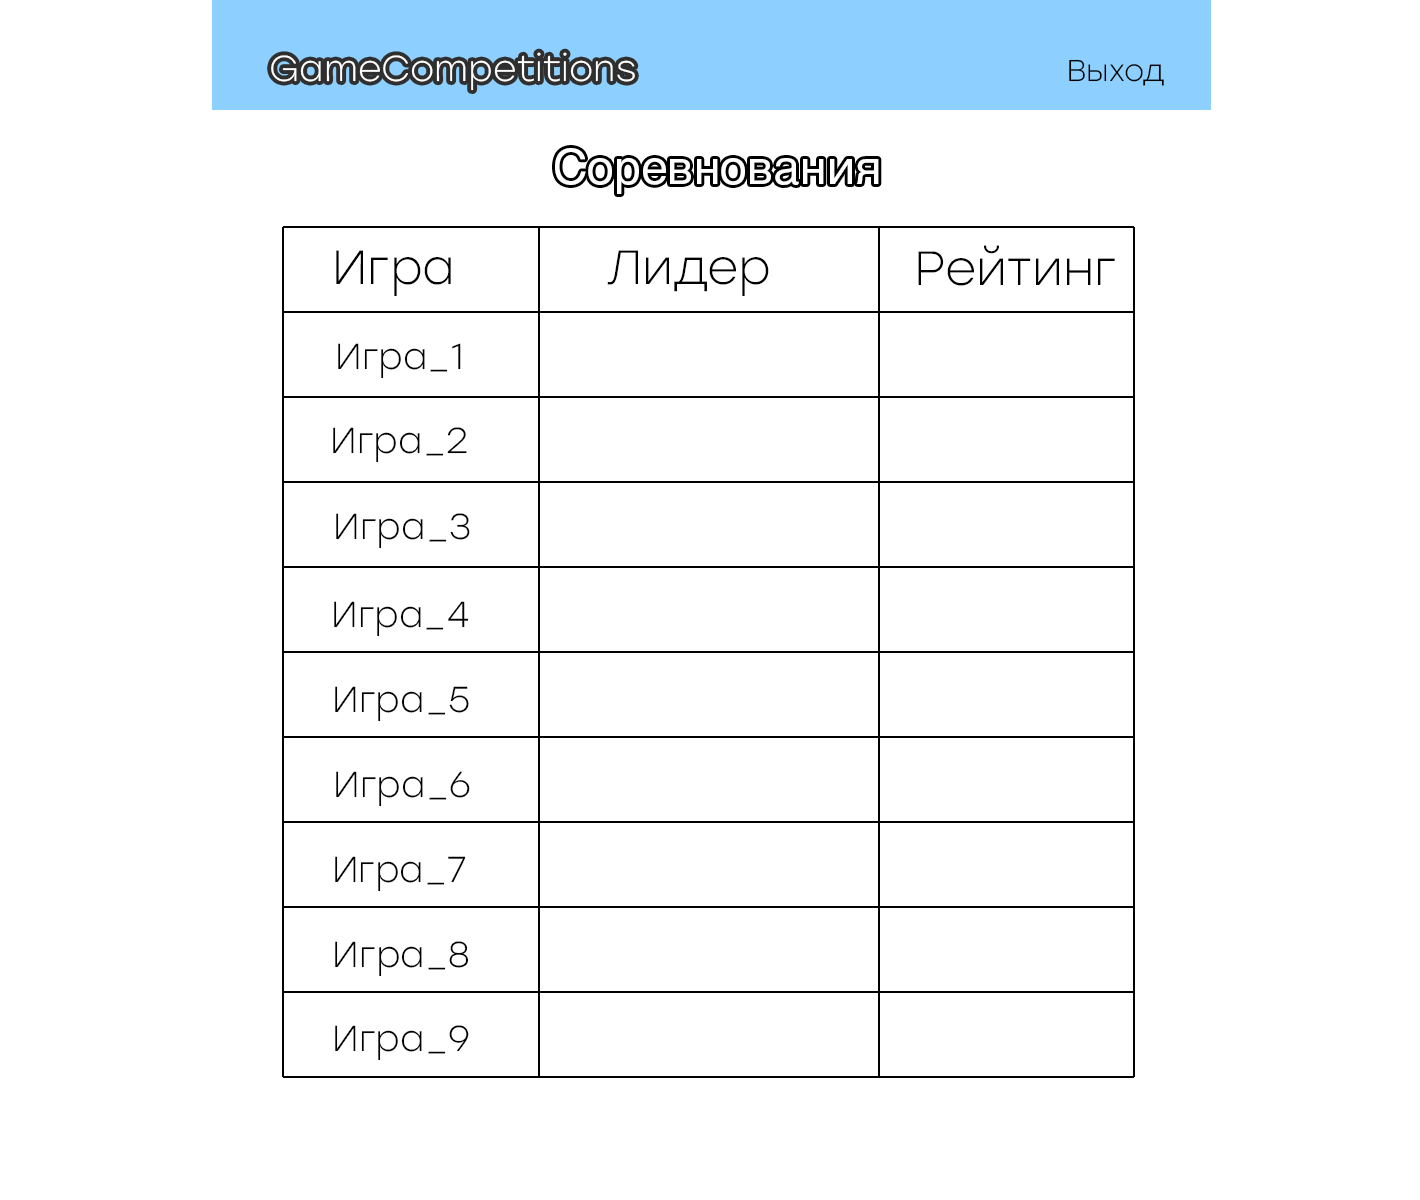 GameCompetitions Выход
Соревнования
Игра Лидер Рейтинг
Игра_1
Игра_2
Игра_3
Игра_4
Игра_5
Игра_6
Игра_7
Игра_8
Игра_9